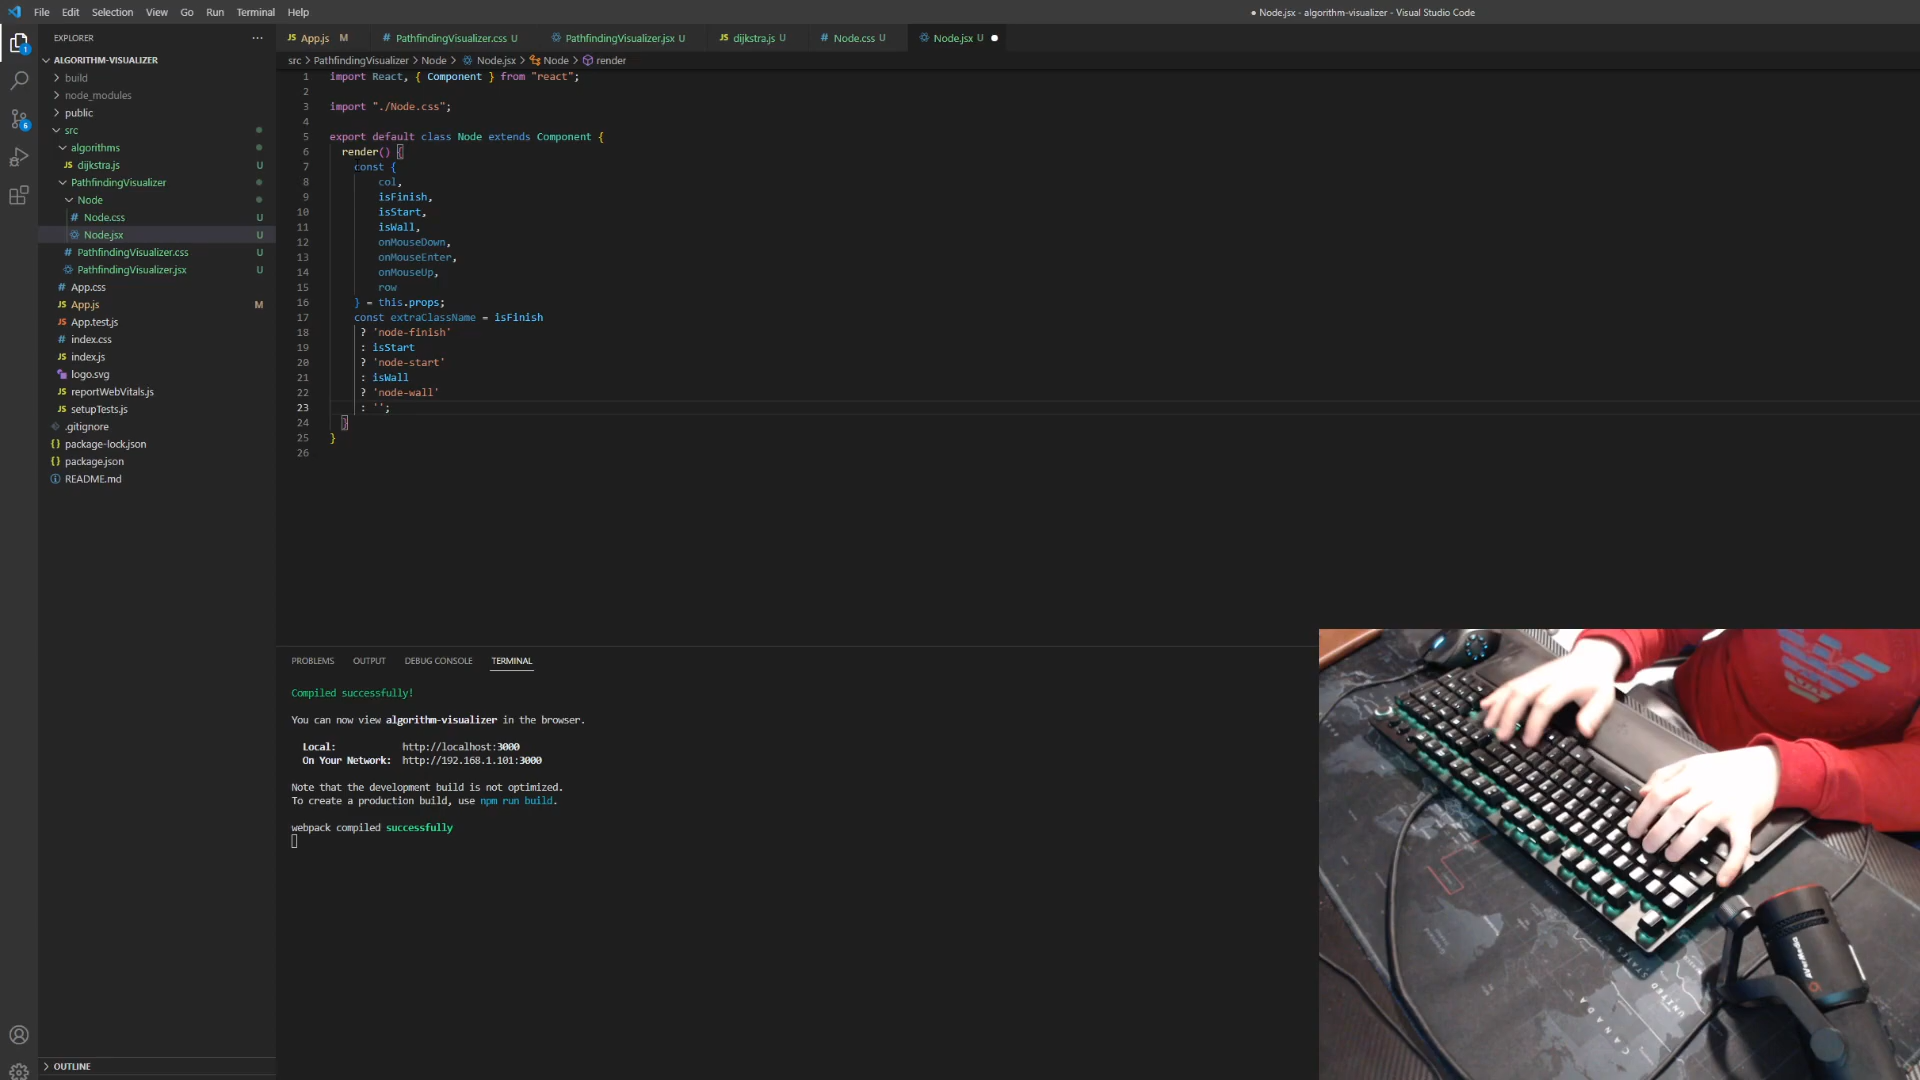 File Edit Selection View Go Run Terminal Help
● Node.jsx - algorithm-visualizer - Visual Studio Code
EXPLORER
ALGORITHM-VISUALIZER
build
node_modules
public
src
algorithms
JS dijkstra.js U
PathfindingVisualizer
Node
# Node.css U
Node.jsx U
# PathfindingVisualizer.css U
PathfindingVisualizer.jsx U
# App.css
JS App.js M
JS App.test.js
# index.css
JS index.js
logo.svg
JS reportWebVitals.js
JS setupTests.js
.gitignore
{} package-lock.json
{} package.json
README.md
OUTLINE
1
6
JS App.js M # PathfindingVisualizer.css U PathfindingVisualizer.jsx U JS dijkstra.js U # Node.css U Node.jsx U ●
src > PathfindingVisualizer > Node > Node.jsx > Node > render
1 import React, { Component } from "react";
2
3 import "./Node.css";
4
5 export default class Node extends Component {
6 render() {
7 const {
8 col,
9 isFinish,
10 isStart,
11 isWall,
12 onMouseDown,
13 onMouseEnter,
14 onMouseUp,
15 row
16 } = this.props;
17 const extraClassName = isFinish
18 ? 'node-finish'
19 : isStart
20 ? 'node-start'
21 : isWall
22 ? 'node-wall'
23 : '';
24 }
25 }
26
PROBLEMS OUTPUT DEBUG CONSOLE TERMINAL
Compiled successfully!
You can now view algorithm-visualizer in the browser.
Local: http://localhost:3000
On Your Network: http://192.168.1.101:3000
Note that the development build is not optimized.
To create a production build, use npm run build.
webpack compiled successfully
AVerMedia
CANADA
UNITED
STATES